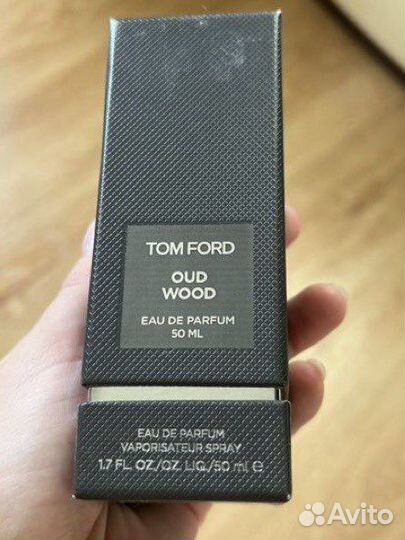 TOM FORD
OUD
WOOD
EAU DE PARFUM
50 ML
EAU DE PARFUM
VAPORISATEUR SPRAY
1.7 FL. OZ./OZ. LIQ./50 ml e
Avito